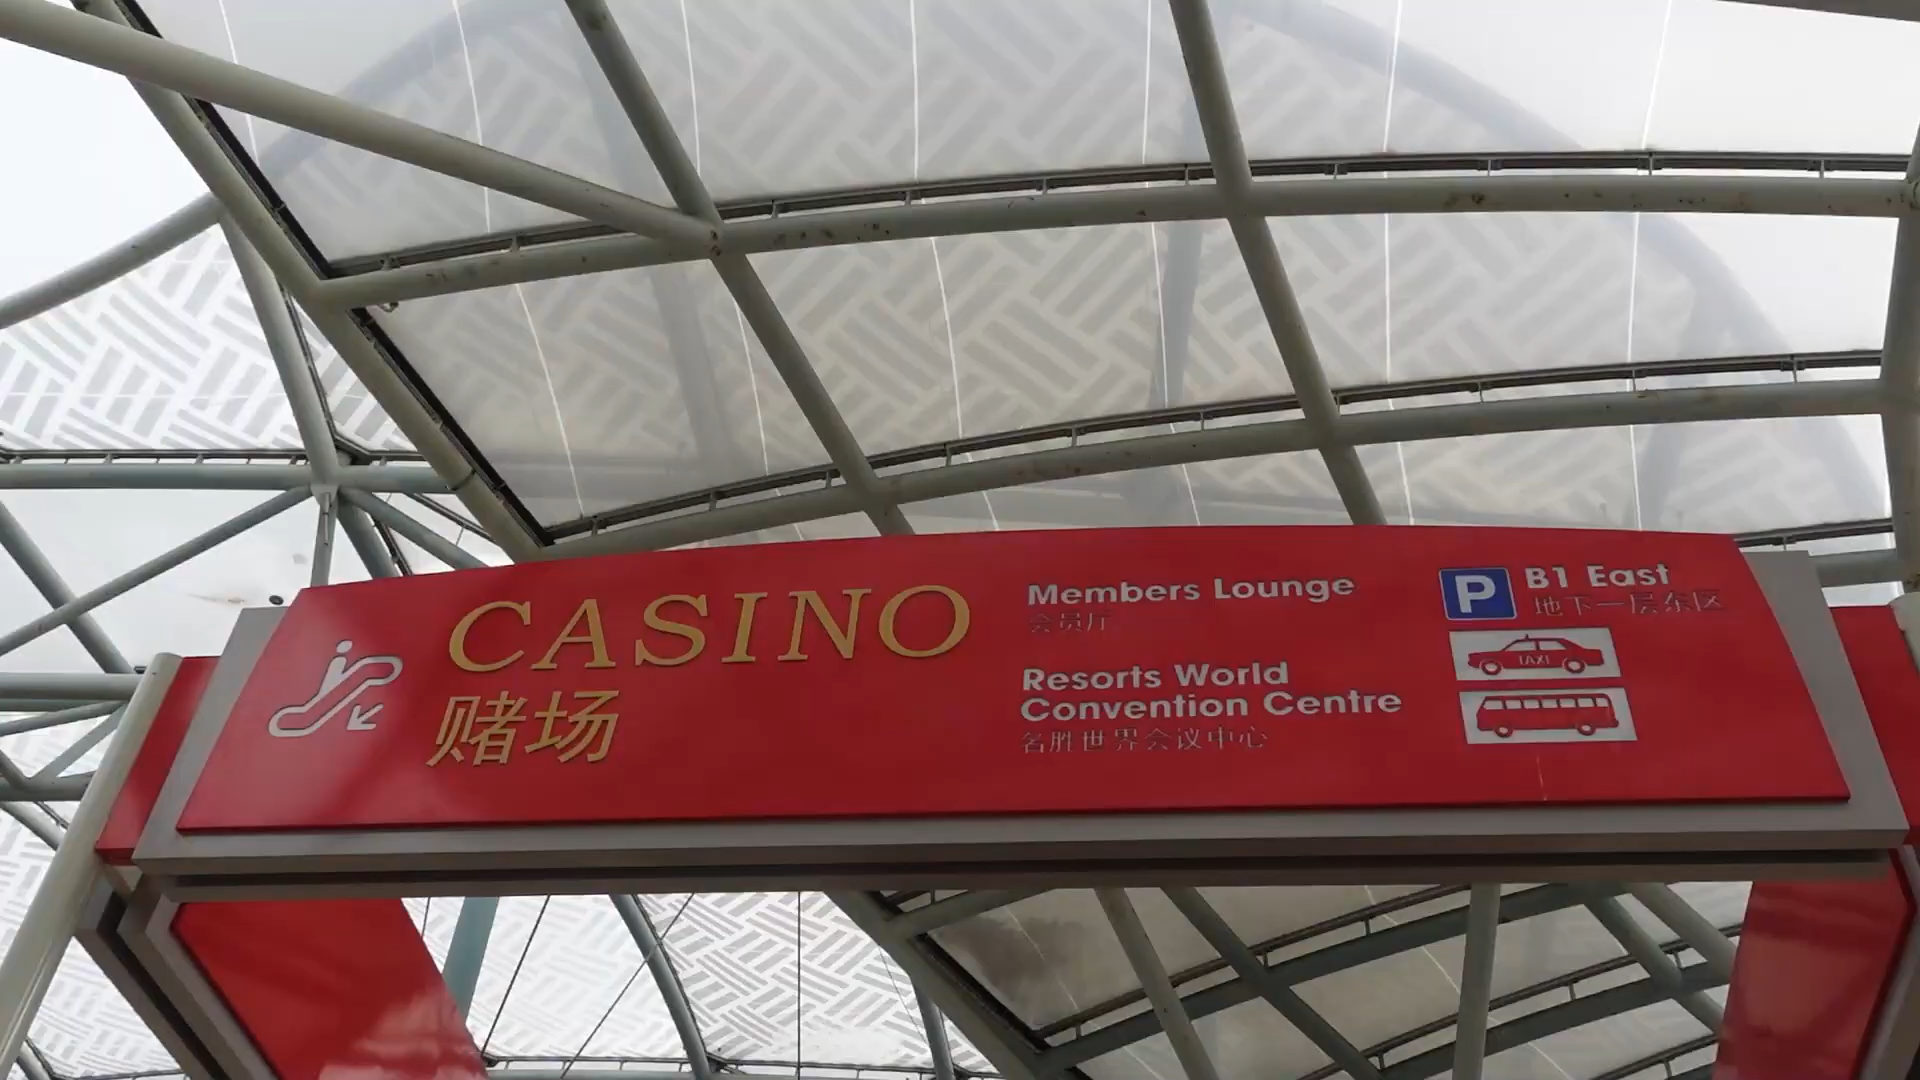 CASINO
赌场
Members Lounge
会员厅
Resorts World
Convention Centre
名胜世界会议中心
P B1 East
地下一层东区
TAXI